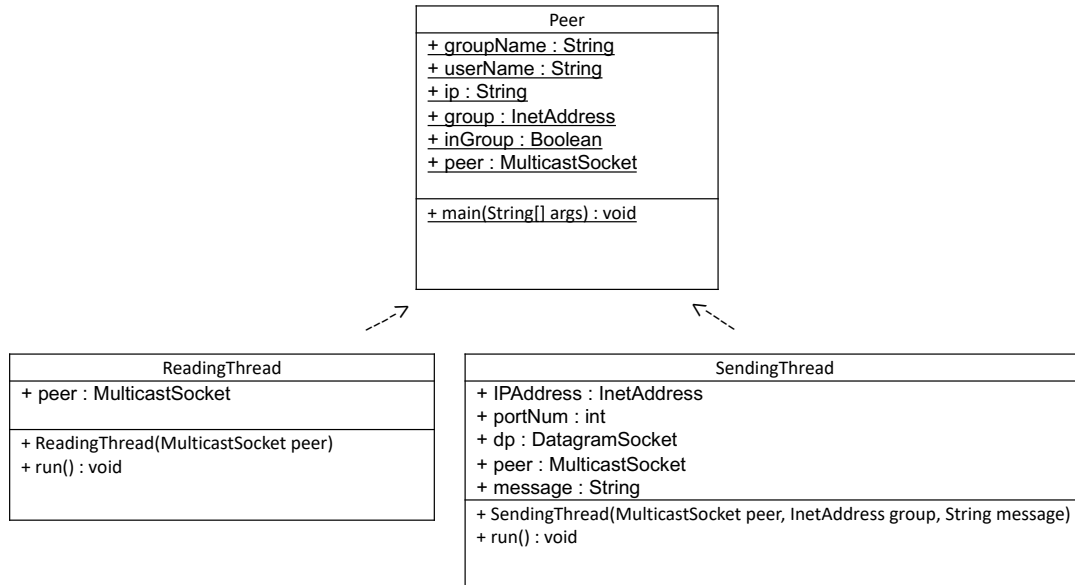 Peer
+ groupName : String
+ userName : String
+ ip : String
+ group : InetAddress
+ inGroup : Boolean
+ peer : MulticastSocket
+ main(String[] args) : void
ReadingThread
+ peer : MulticastSocket
+ ReadingThread(MulticastSocket peer)
+ run() : void
SendingThread
+ IPAddress : InetAddress
+ portNum : int
+ dp : DatagramSocket
+ peer : MulticastSocket
+ message : String
+ SendingThread(MulticastSocket peer, InetAddress group, String message)
+ run() : void